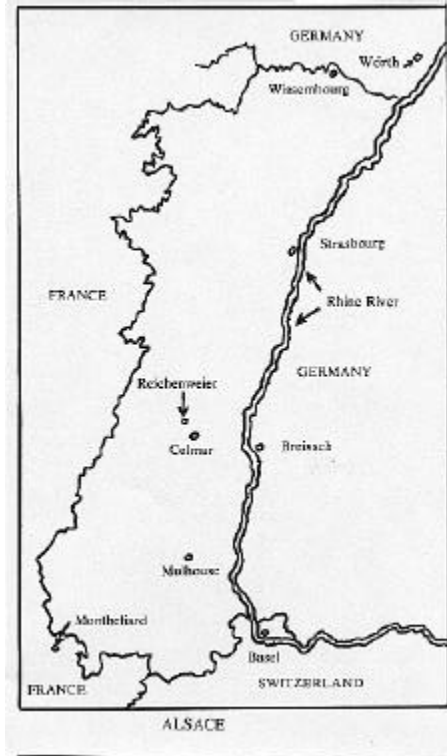 GERMANY
Wörth
Wissembourg
Strasbourg
FRANCE
Rhine River
GERMANY
Reichenweier
Colmar
Breisach
Mulhouse
Montbeliard
Basel
FRANCE
SWITZERLAND
ALSACE